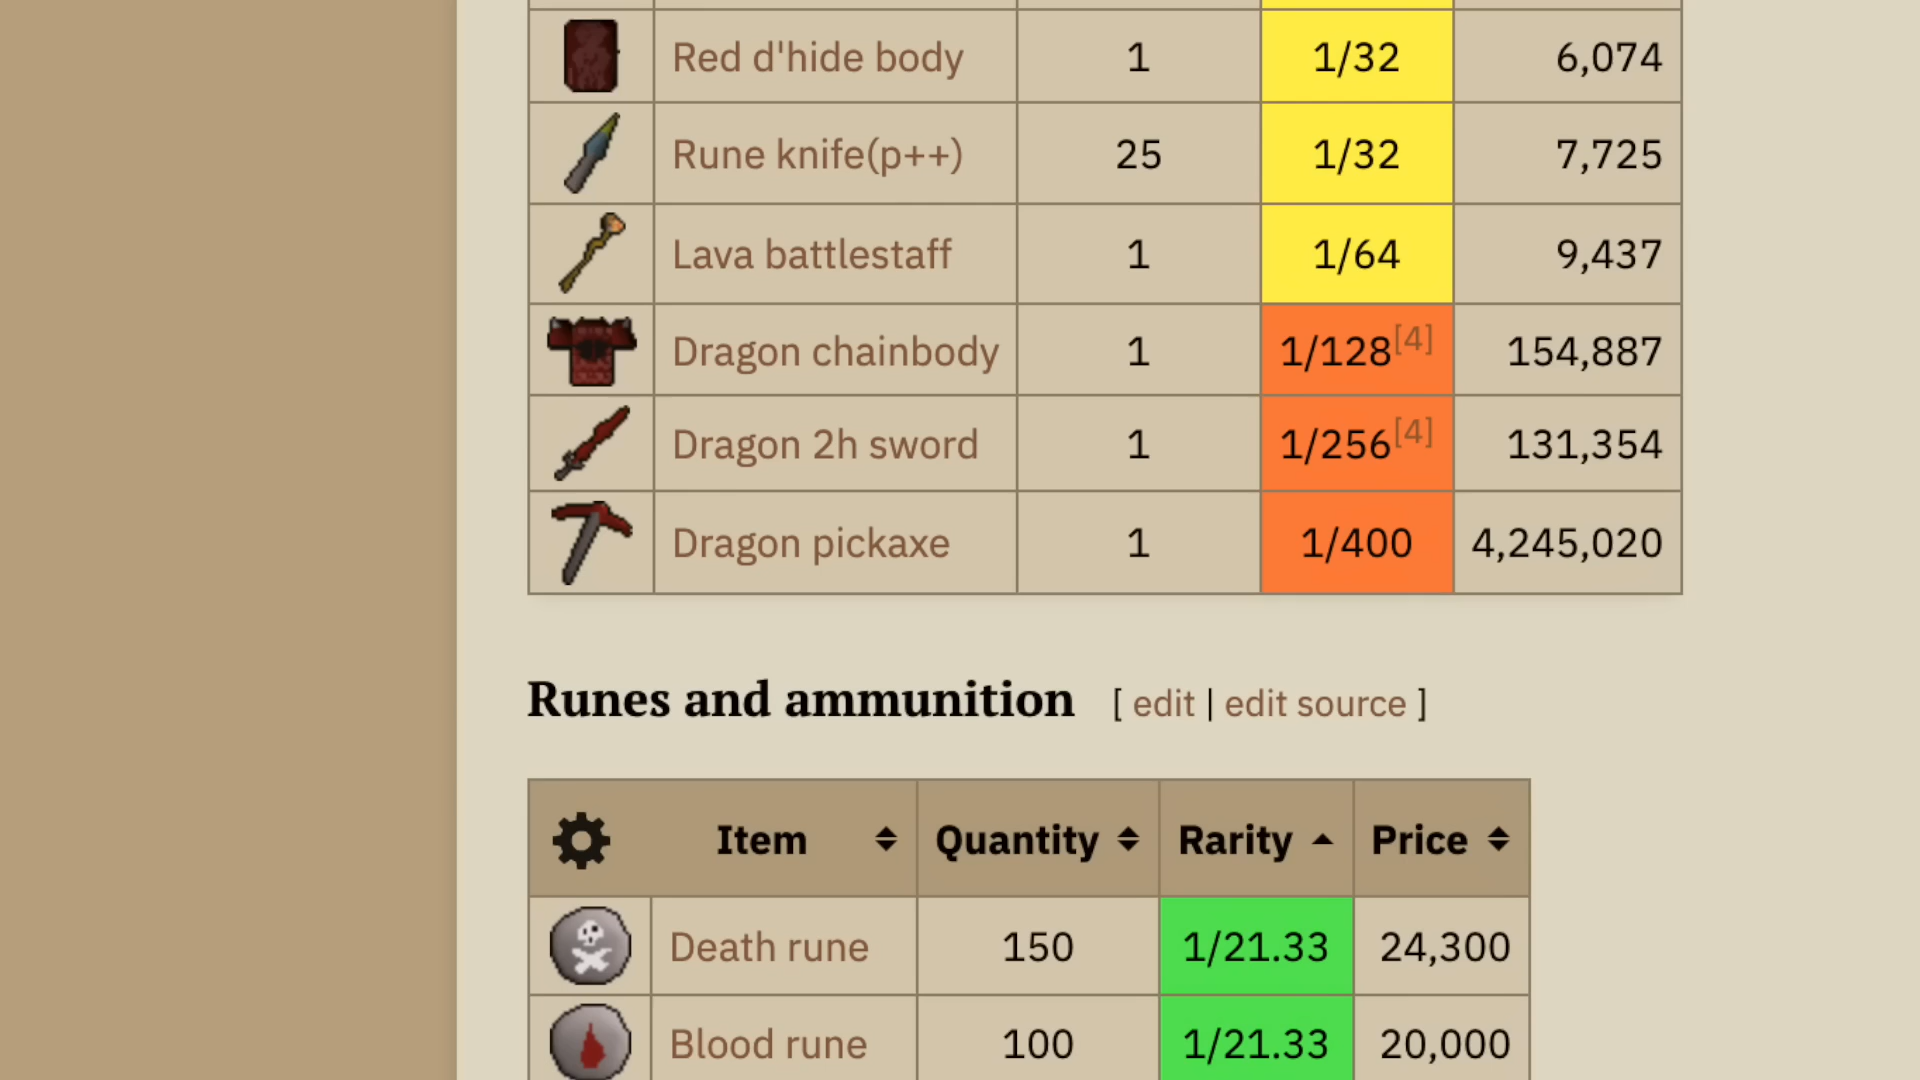 Red d'hide body 1 1/32 6,074
Rune knife(p++) 25 1/32 7,725
Lava battlestaff 1 1/64 9,437
Dragon chainbody 1 1/128[4] 154,887
Dragon 2h sword 1 1/256[4] 131,354
Dragon pickaxe 1 1/400 4,245,020
Runes and ammunition [ edit | edit source ]
Item Quantity Rarity Price
Death rune 150 1/21.33 24,300
Blood rune 100 1/21.33 20,000